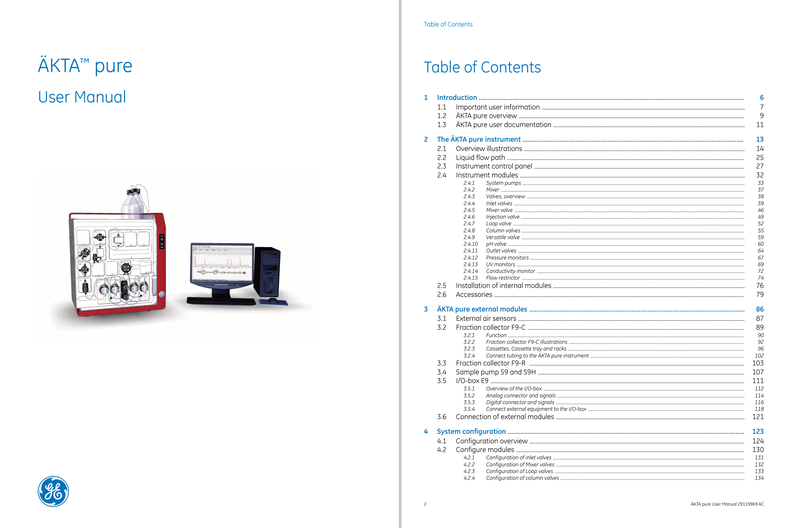 ÄKTA™ pure
User Manual
Table of Contents
Table of Contents
1 Introduction 6
1.1 Important user information 7
1.2 ÄKTA pure overview 9
1.3 ÄKTA pure user documentation 11
2 The ÄKTA pure instrument 13
2.1 Overview illustrations 14
2.2 Liquid flow path 25
2.3 Instrument control panel 27
2.4 Instrument modules 32
2.4.1 System pumps 33
2.4.2 Mixer 37
2.4.3 Valves, overview 38
2.4.4 Inlet valves 39
2.4.5 Mixer valve 46
2.4.6 Injection valve 49
2.4.7 Loop valve 52
2.4.8 Column valves 55
2.4.9 Versatile valve 59
2.4.10 pH valve 60
2.4.11 Outlet valves 64
2.4.12 Pressure monitors 67
2.4.13 UV monitors 69
2.4.14 Conductivity monitor 72
2.4.15 Flow restrictor 74
2.5 Installation of internal modules 76
2.6 Accessories 79
3 ÄKTA pure external modules 86
3.1 External air sensors 87
3.2 Fraction collector F9-C 89
3.2.1 Function 90
3.2.2 Fraction collector F9-C illustrations 92
3.2.3 Cassettes, Cassette tray and racks 96
3.2.4 Connect tubing to the ÄKTA pure instrument 102
3.3 Fraction collector F9-R 103
3.4 Sample pump S9 and S9H 107
3.5 I/O-box E9 111
3.5.1 Overview of the I/O-box 112
3.5.2 Analog connector and signals 114
3.5.3 Digital connector and signals 116
3.5.4 Connect external equipment to the I/O-box 118
3.6 Connection of external modules 121
4 System configuration 123
4.1 Configuration overview 124
4.2 Configure modules 130
4.2.1 Configuration of inlet valves 131
4.2.2 Configuration of Mixer valves 132
4.2.3 Configuration of Loop valves 133
4.2.4 Configuration of column valves 134
2 ÄKTA pure User Manual 29119969 AC